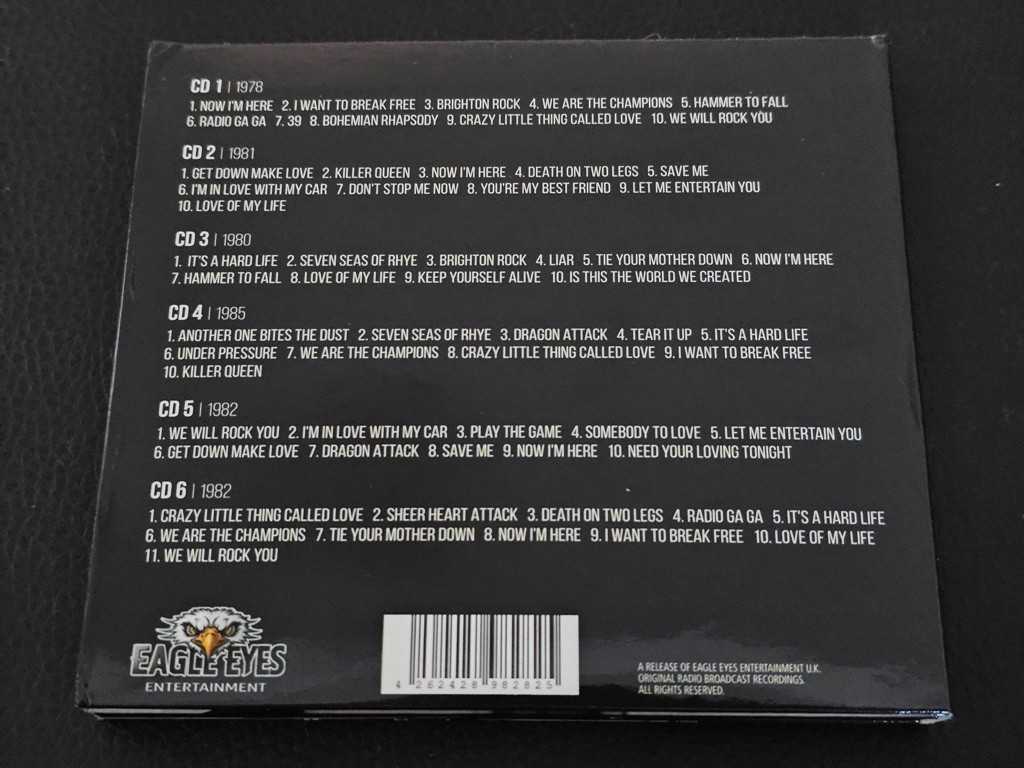 CD 1 | 1978
1. NOW I'M HERE 2. I WANT TO BREAK FREE 3. BRIGHTON ROCK 4. WE ARE THE CHAMPIONS 5. HAMMER TO FALL
6. RADIO GA GA 7. 39 8. BOHEMIAN RHAPSODY 9. CRAZY LITTLE THING CALLED LOVE 10. WE WILL ROCK YOU
CD 2 | 1981
1. GET DOWN MAKE LOVE 2. KILLER QUEEN 3. NOW I'M HERE 4. DEATH ON TWO LEGS 5. SAVE ME
6. I'M IN LOVE WITH MY CAR 7. DON'T STOP ME NOW 8. YOU'RE MY BEST FRIEND 9. LET ME ENTERTAIN YOU
10. LOVE OF MY LIFE
CD 3 | 1980
1. IT'S A HARD LIFE 2. SEVEN SEAS OF RHYE 3. BRIGHTON ROCK 4. LIAR 5. TIE YOUR MOTHER DOWN 6. NOW I'M HERE
7. HAMMER TO FALL 8. LOVE OF MY LIFE 9. KEEP YOURSELF ALIVE 10. IS THIS THE WORLD WE CREATED
CD 4 | 1985
1. ANOTHER ONE BITES THE DUST 2. SEVEN SEAS OF RHYE 3. DRAGON ATTACK 4. TEAR IT UP 5. IT'S A HARD LIFE
6. UNDER PRESSURE 7. WE ARE THE CHAMPIONS 8. CRAZY LITTLE THING CALLED LOVE 9. I WANT TO BREAK FREE
10. KILLER QUEEN
CD 5 | 1982
1. WE WILL ROCK YOU 2. I'M IN LOVE WITH MY CAR 3. PLAY THE GAME 4. SOMEBODY TO LOVE 5. LET ME ENTERTAIN YOU
6. GET DOWN MAKE LOVE 7. DRAGON ATTACK 8. SAVE ME 9. NOW I'M HERE 10. NEED YOUR LOVING TONIGHT
CD 6 | 1982
1. CRAZY LITTLE THING CALLED LOVE 2. SHEER HEART ATTACK 3. DEATH ON TWO LEGS 4. RADIO GA GA 5. IT'S A HARD LIFE
6. WE ARE THE CHAMPIONS 7. TIE YOUR MOTHER DOWN 8. NOW I'M HERE 9. I WANT TO BREAK FREE 10. LOVE OF MY LIFE
11. WE WILL ROCK YOU
EAGLE EYES
ENTERTAINMENT
4 262428 982825
A RELEASE OF EAGLE EYES ENTERTAINMENT U.K.
ORIGINAL RADIO BROADCAST RECORDINGS.
ALL RIGHTS RESERVED.